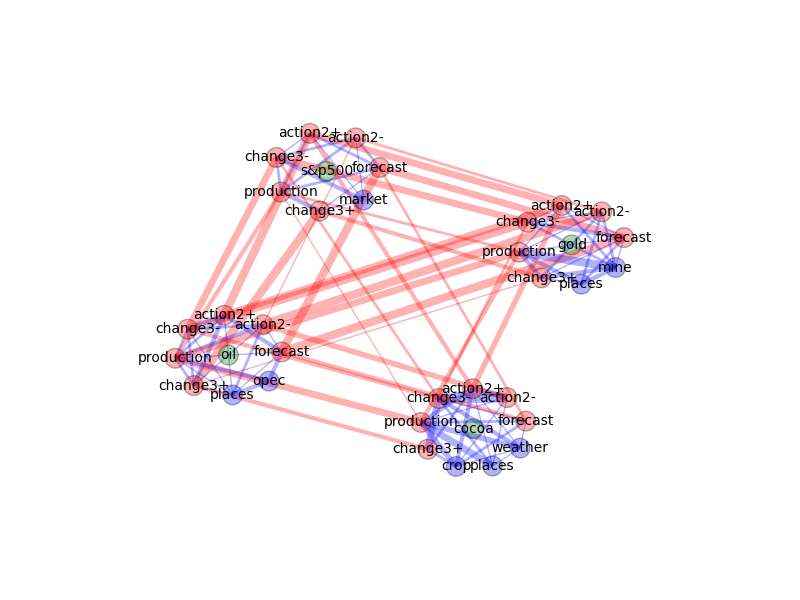 action2+
action2-
change3-
s&p500
forecast
production
market
change3+
action2+
action2-
change3-
forecast
gold
production
mine
change3+
places
action2+
action2-
change3-
oil
forecast
production
opec
change3+
places
action2+
change3-
action2-
production
forecast
cocoa
weather
change3+
crop
places